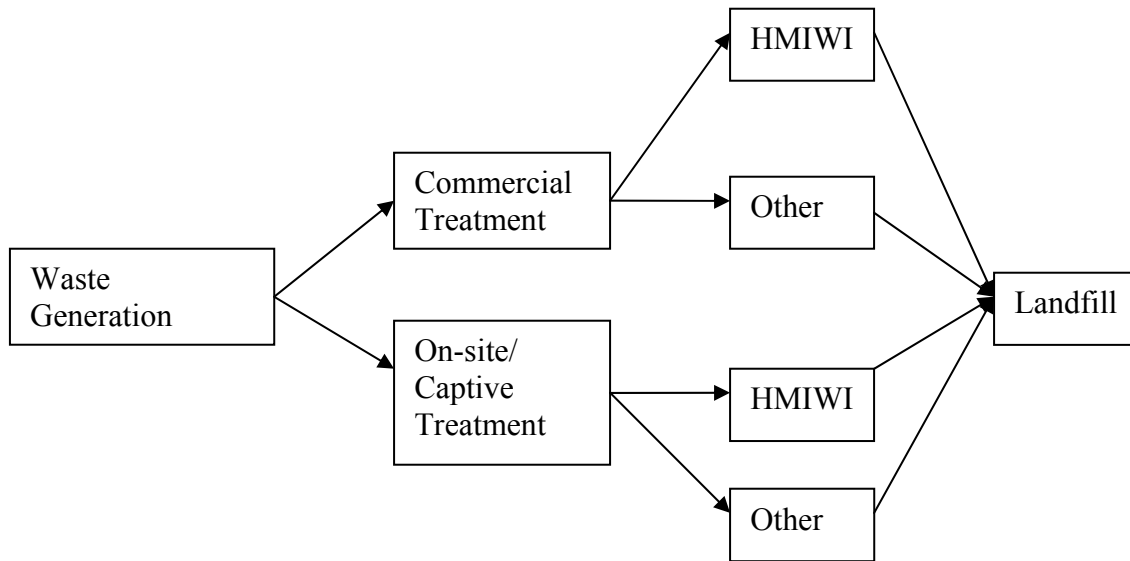 Waste
Generation
Commercial
Treatment
On-site/
Captive
Treatment
HMIWI
Other
HMIWI
Other
Landfill